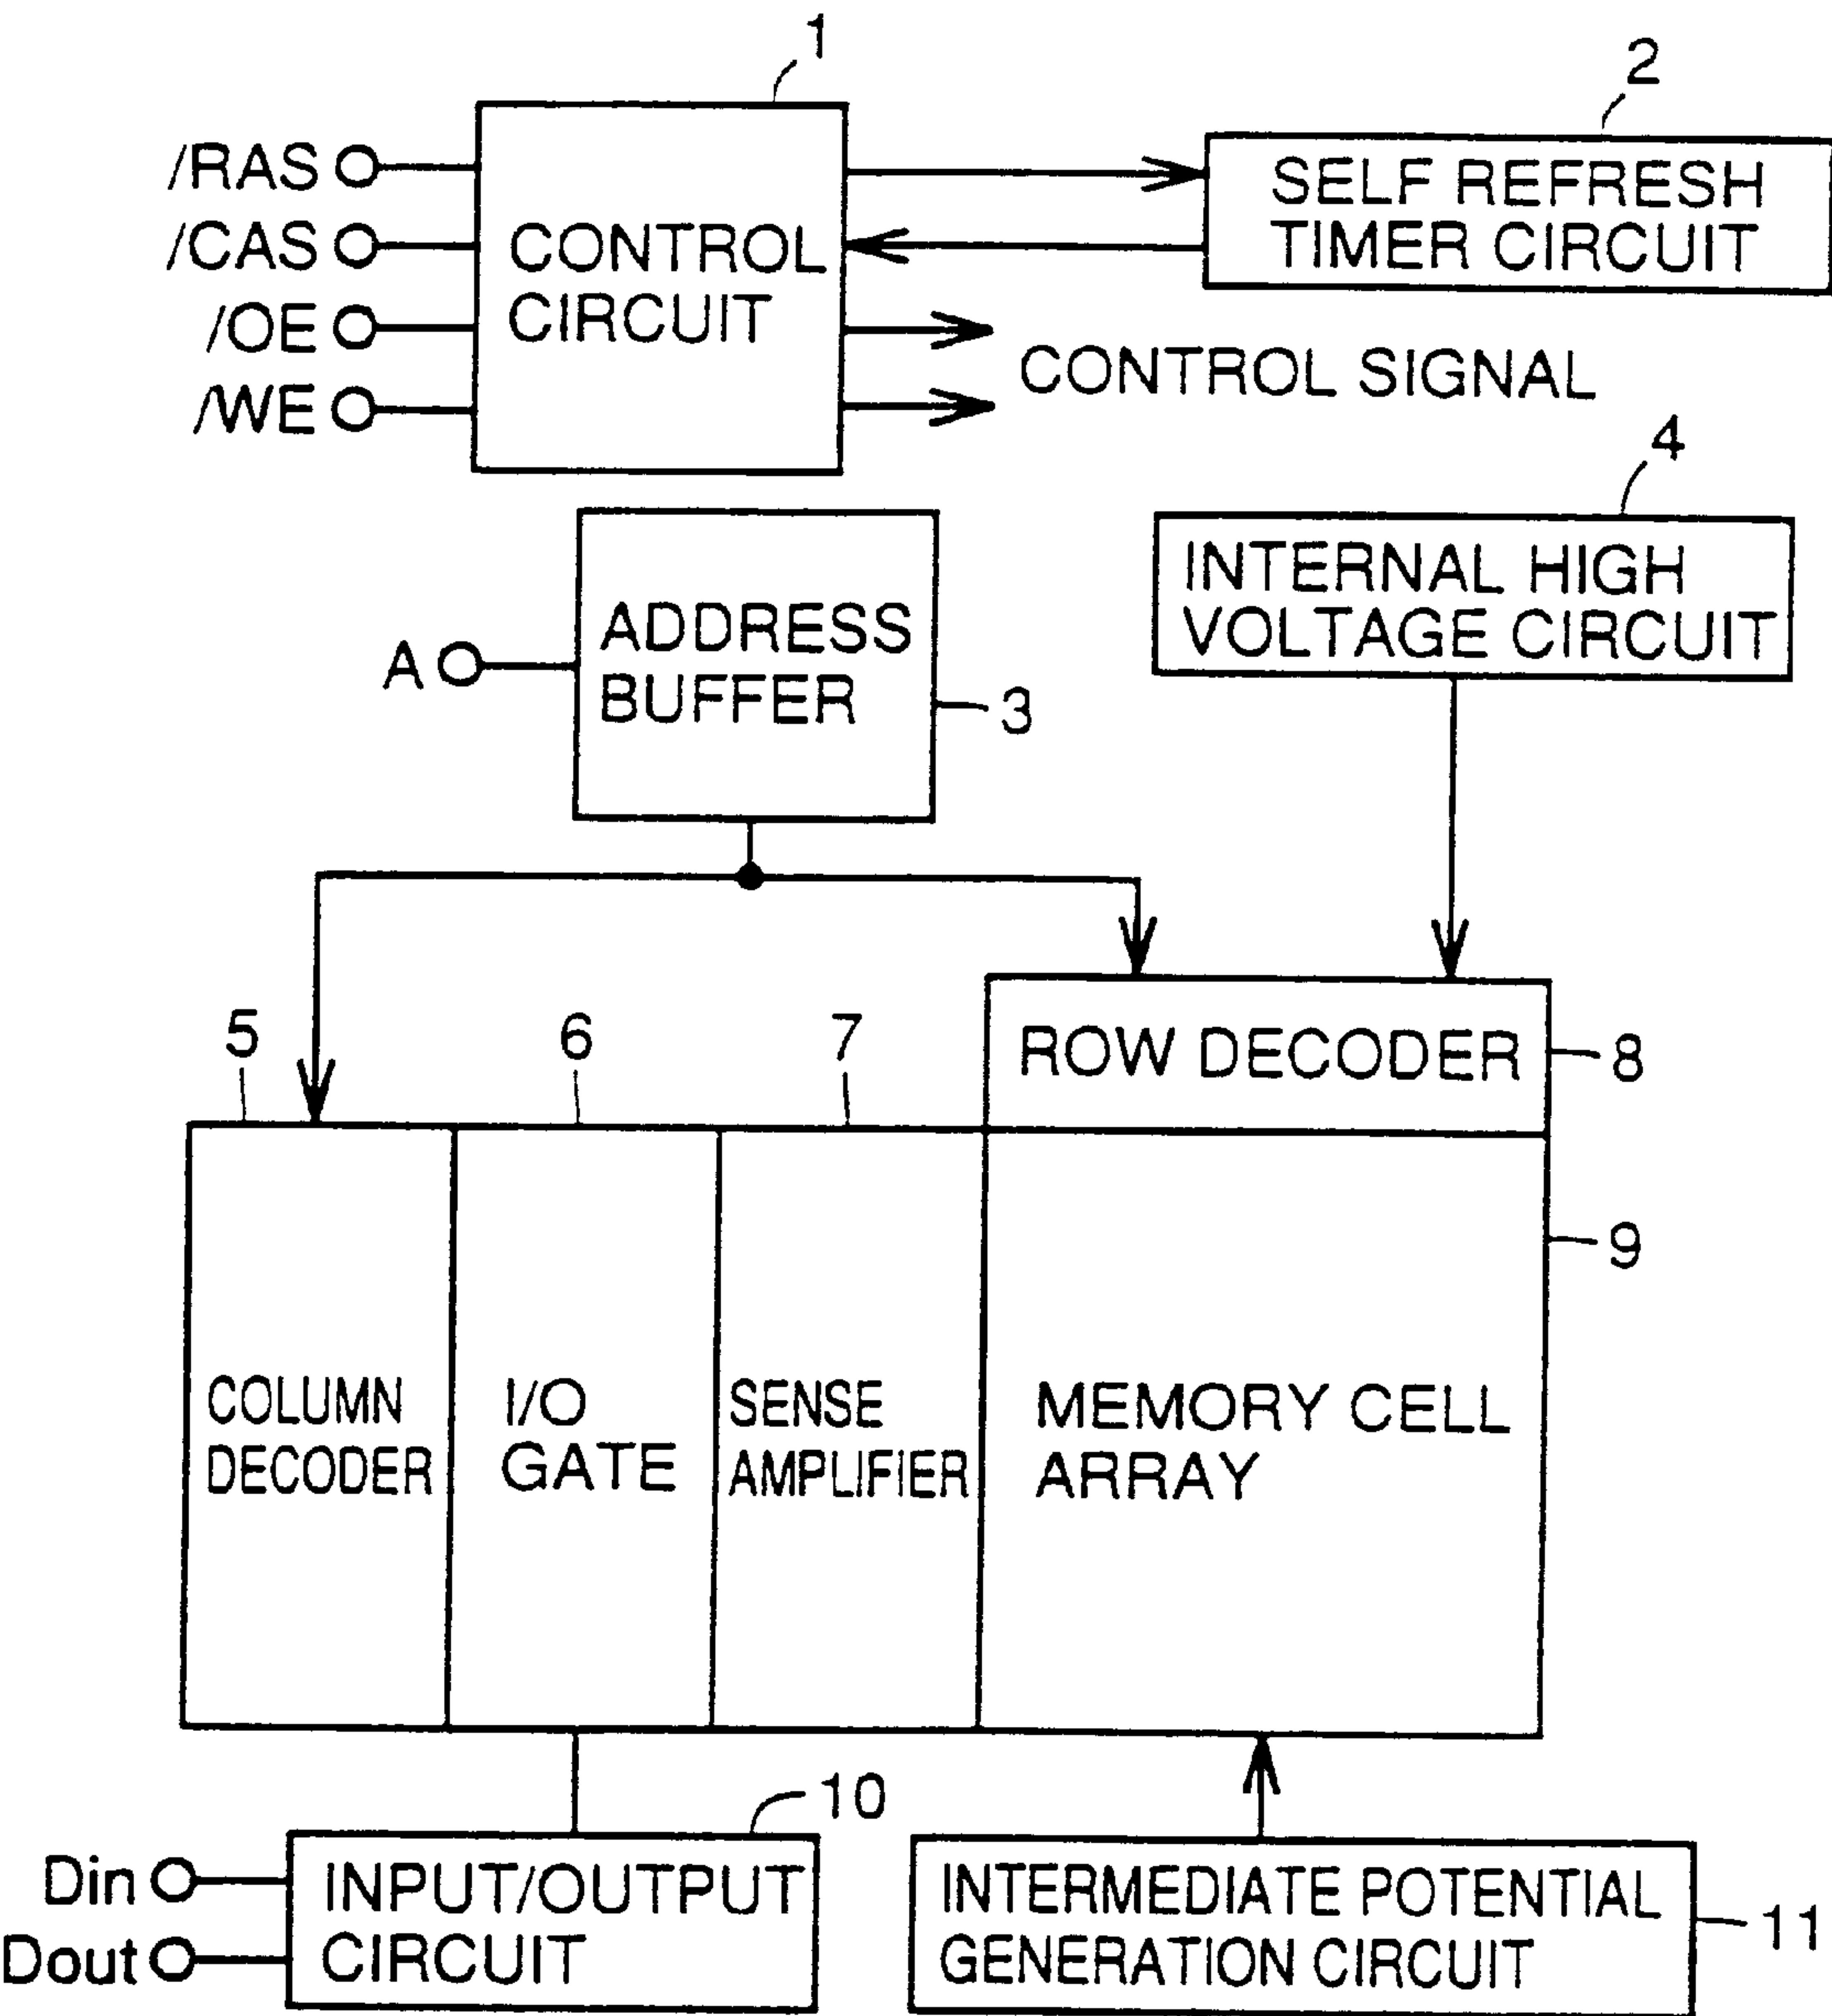 1
2
/RAS
/CAS
/OE
/WE
CONTROL
CIRCUIT
SELF REFRESH
TIMER CIRCUIT
CONTROL SIGNAL
4
INTERNAL HIGH
VOLTAGE CIRCUIT
A
ADDRESS
BUFFER
3
5
6
7
ROW DECODER
8
9
COLUMN
DECODER
I/O
GATE
SENSE
AMPLIFIER
MEMORY CELL
ARRAY
10
Din
Dout
INPUT/OUTPUT
CIRCUIT
INTERMEDIATE POTENTIAL
GENERATION CIRCUIT
11